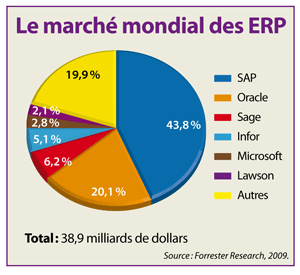 Le marché mondial des ERP
19,9 %
2,1 %
2,8 %
5,1 %
6,2 %
20,1 %
43,8 %
SAP
Oracle
Sage
Infor
Microsoft
Lawson
Autres
Total : 38,9 milliards de dollars
Source : Forrester Research, 2009.